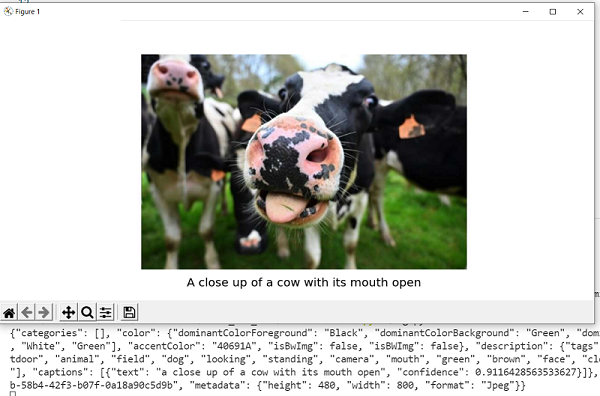 Figure 1
A close up of a cow with its mouth open
{"categories": [], "color": {"dominantColorForeground": "Black", "dominantColorBackground": "Green", "dom
, "White", "Green"], "accentColor": "40691A", "isBwImg": false, "isBWImg": false}, "description": {"tags"
tdoor", "animal", "field", "dog", "looking", "standing", "camera", "mouth", "green", "brown", "face", "clo
"], "captions": [{"text": "a close up of a cow with its mouth open", "confidence": 0.9116428563533627}]},
b-58b4-42f3-b07f-0a18a90c5d9b", "metadata": {"height": 480, "width": 800, "format": "Jpeg"}}